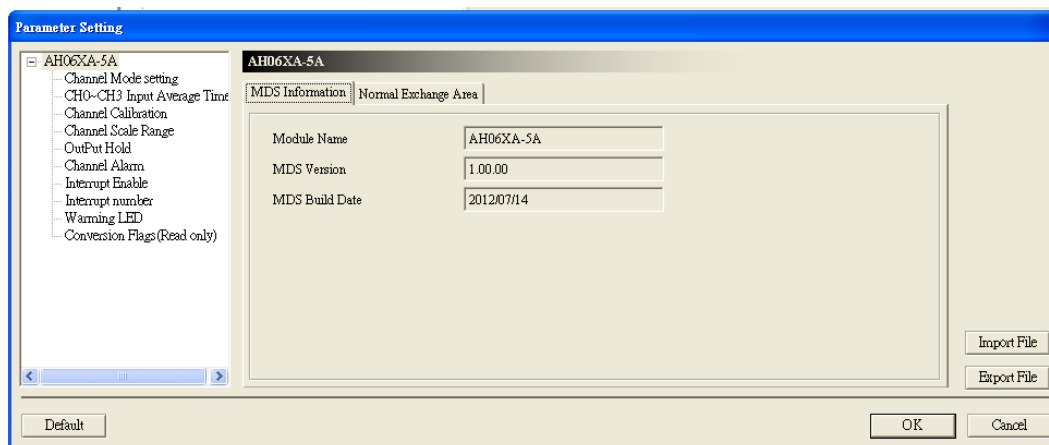 Parameter Setting
AH06XA-5A
Channel Mode setting
CH0~CH3 Input Average Time
Channel Calibration
Channel Scale Range
OutPut Hold
Channel Alarm
Interrupt Enable
Interrupt number
Warning LED
Conversion Flags(Read only)
AH06XA-5A
MDS Information
Normal Exchange Area
Module Name
AH06XA-5A
MDS Version
1.00.00
MDS Build Date
2012/07/14
Import File
Export File
Default
OK
Cancel